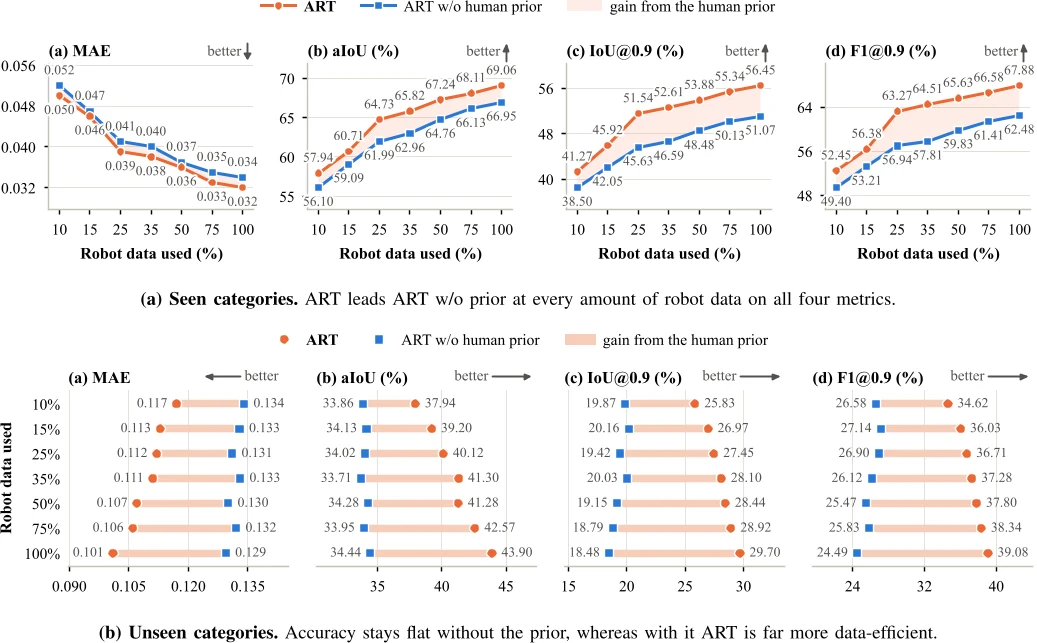 ART ART w/o human prior gain from the human prior
(a) MAE better
0.056
0.048
0.040
0.032
0.052
0.047
0.041
0.040
0.037
0.035
0.034
0.050
0.046
0.039
0.038
0.036
0.033
0.032
10 15 25 35 50 75 100
Robot data used (%)
(b) aIoU (%) better
70
65
60
55
57.94
60.71
64.73
65.82
67.24
68.11
69.06
56.10
59.09
61.99
62.96
64.76
66.13
66.95
10 15 25 35 50 75 100
Robot data used (%)
(c) IoU@0.9 (%) better
56
48
40
41.27
45.92
51.54
52.61
53.88
55.34
56.45
38.50
42.05
45.63
46.59
48.48
50.13
51.07
10 15 25 35 50 75 100
Robot data used (%)
(d) F1@0.9 (%) better
64
56
48
52.45
56.38
63.27
64.51
65.63
66.58
67.88
49.40
53.21
56.94
57.81
59.83
61.41
62.48
10 15 25 35 50 75 100
Robot data used (%)
(a) Seen categories. ART leads ART w/o prior at every amount of robot data on all four metrics.
ART ART w/o human prior gain from the human prior
(a) MAE better
Robot data used
10% 0.117 0.134
15% 0.113 0.133
25% 0.112 0.131
35% 0.111 0.133
50% 0.107 0.130
75% 0.106 0.132
100% 0.101 0.129
0.090 0.105 0.120 0.135
(b) aIoU (%) better
33.86 37.94
34.13 39.20
34.02 40.12
33.71 41.30
34.28 41.28
33.95 42.57
34.44 43.90
35 40 45
(c) IoU@0.9 (%) better
19.87 25.83
20.16 26.97
19.42 27.45
20.03 28.10
19.15 28.44
18.79 28.92
18.48 29.70
15 20 25 30
(d) F1@0.9 (%) better
26.58 34.62
27.14 36.03
26.90 36.71
26.12 37.28
25.47 37.80
25.83 38.34
24.49 39.08
24 32 40
(b) Unseen categories. Accuracy stays flat without the prior, whereas with it ART is far more data-efficient.